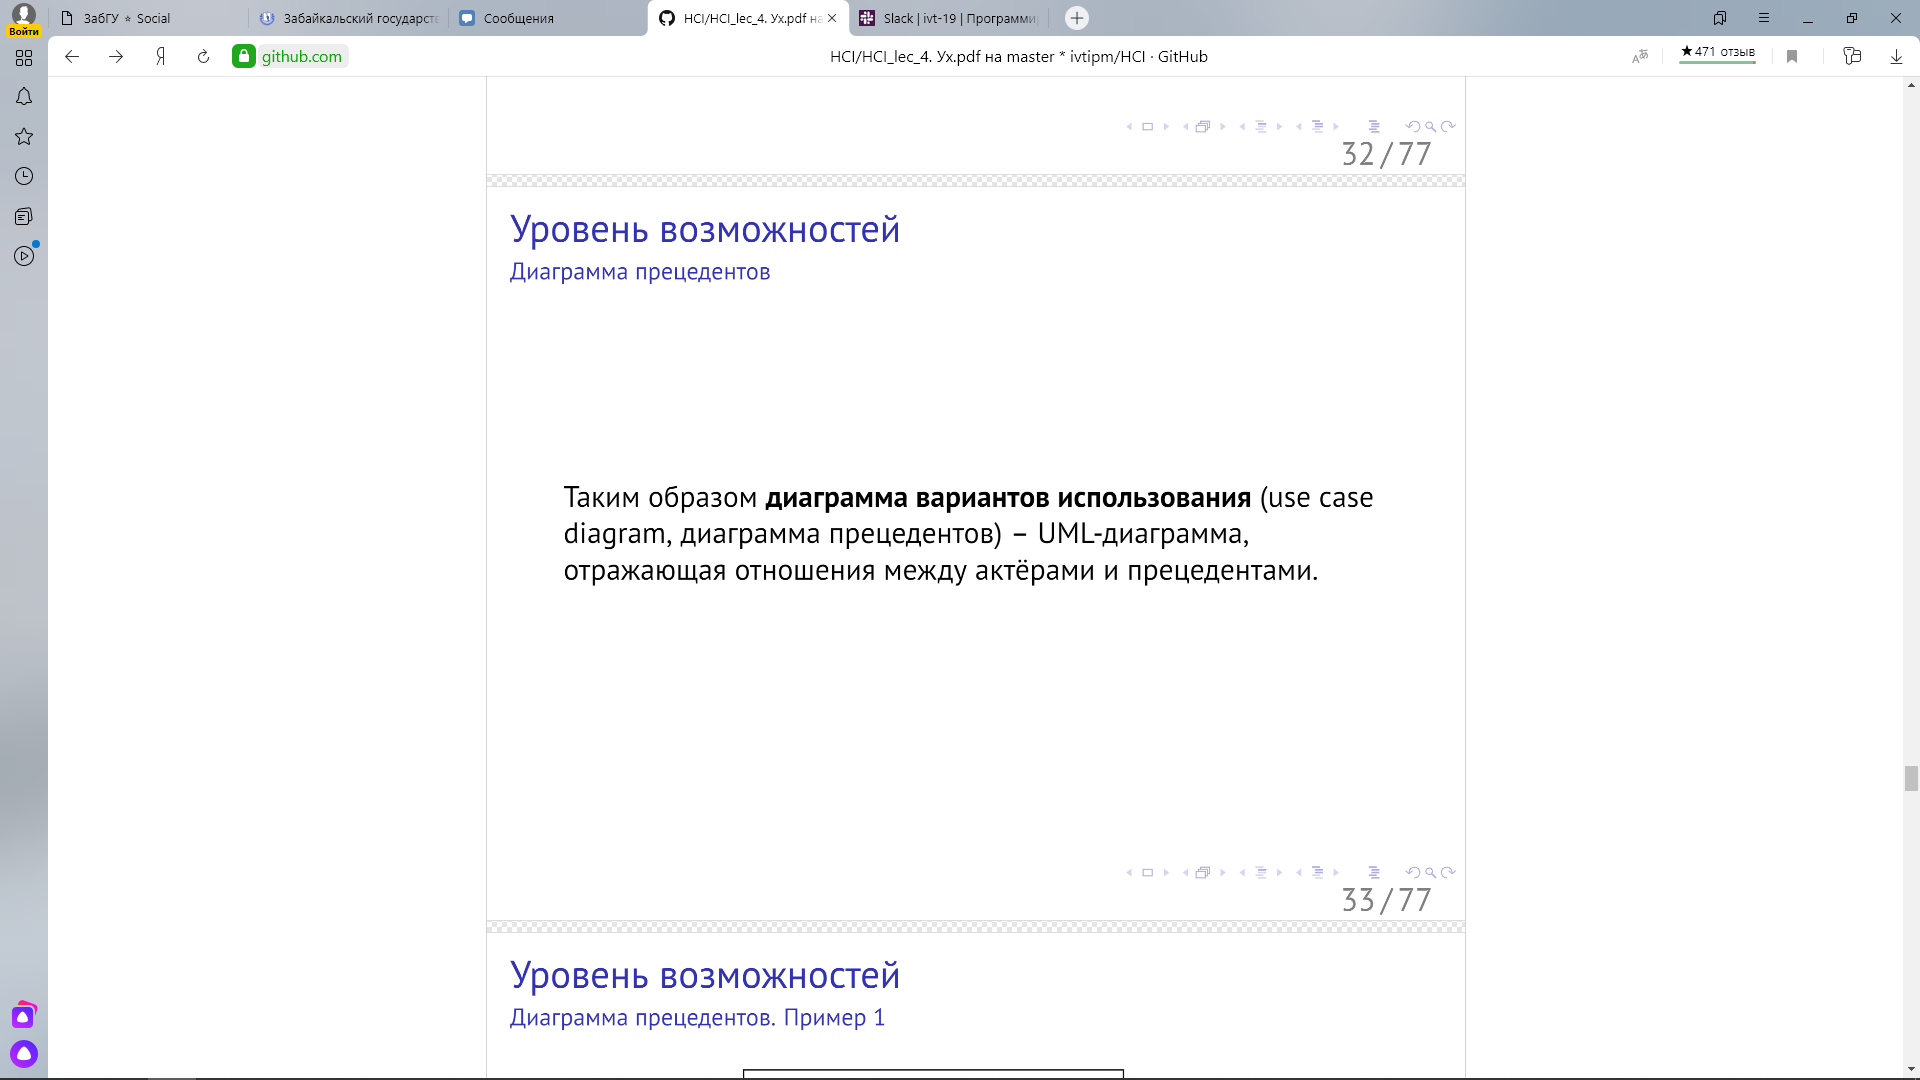 ЗабГУ ⋆ Social
Забайкальский государств
Сообщения
HCI/HCI_lec_4. Ух.pdf на
Slack | ivt-19 | Программи
Войти
github.com
HCI/HCI_lec_4. Ух.pdf на master * ivtipm/HCI · GitHub
★471 отзыв
32 / 77
Уровень возможностей
Диаграмма прецедентов
Таким образом диаграмма вариантов использования (use case
diagram, диаграмма прецедентов) – UML-диаграмма,
отражающая отношения между актёрами и прецедентами.
33 / 77
Уровень возможностей
Диаграмма прецедентов. Пример 1